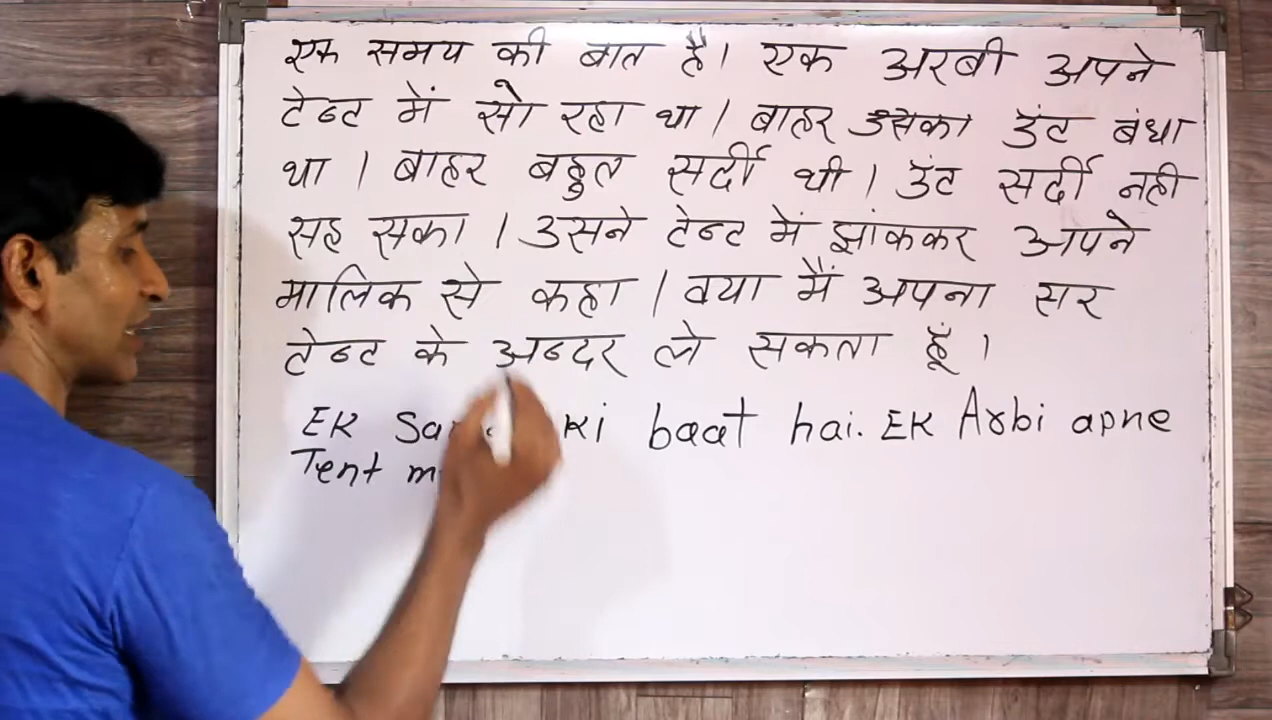 एक समय की बात है। एक अरबी अपने
टेन्ट में सो रहा था। बाहर उसका उंट बंधा
था। बाहर बहुत सर्दी थी। उंट सर्दी नही
सह सका। उसने टेन्ट में झांककर अपने
मालिक से कहा। क्या मैं अपना सर
टेन्ट के अन्दर ले सकता हूँ।
EK ki baat hai. EK Arbi apne
Tent